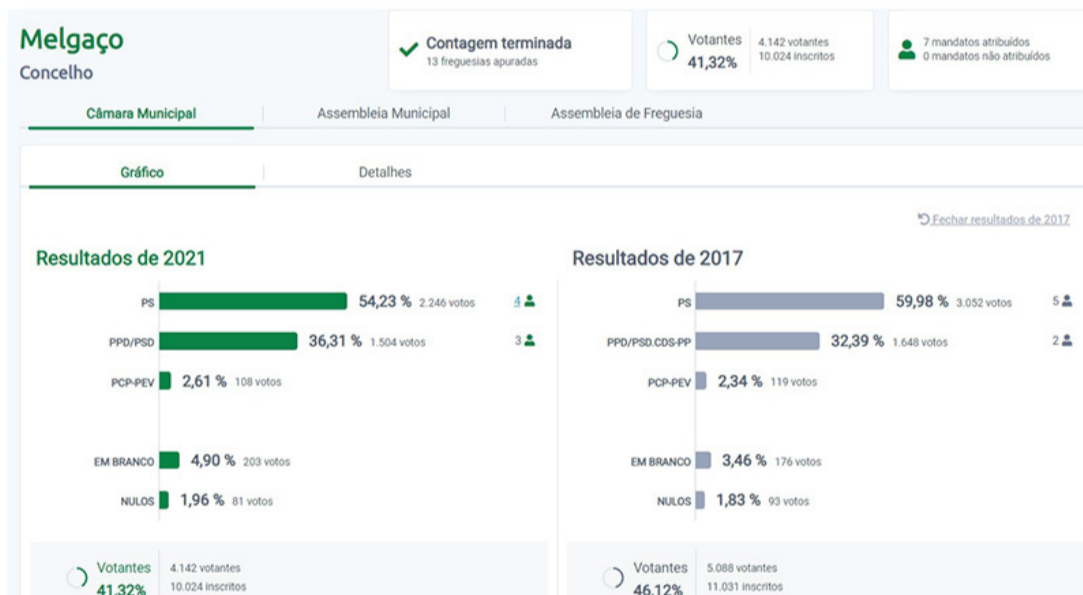 Melgaço
Concelho
Contagem terminada
13 freguesias apuradas
Votantes
41,32%
4.142 votantes
10.024 inscritos
7 mandatos atribuídos
0 mandatos não atribuídos
Câmara Municipal
Assembleia Municipal
Assembleia de Freguesia
Gráfico
Detalhes
Fechar resultados de 2017
Resultados de 2021
PS 54,23 % 2.246 votos 4
PPD/PSD 36,31 % 1.504 votos 3
PCP-PEV 2,61 % 108 votos
EM BRANCO 4,90 % 203 votos
NULOS 1,96 % 81 votos
Votantes
41,32%
4.142 votantes
10.024 inscritos
Resultados de 2017
PS 59,98 % 3.052 votos 5
PPD/PSD.CDS-PP 32,39 % 1.648 votos 2
PCP-PEV 2,34 % 119 votos
EM BRANCO 3,46 % 176 votos
NULOS 1,83 % 93 votos
Votantes
46,12%
5.088 votantes
11.031 inscritos